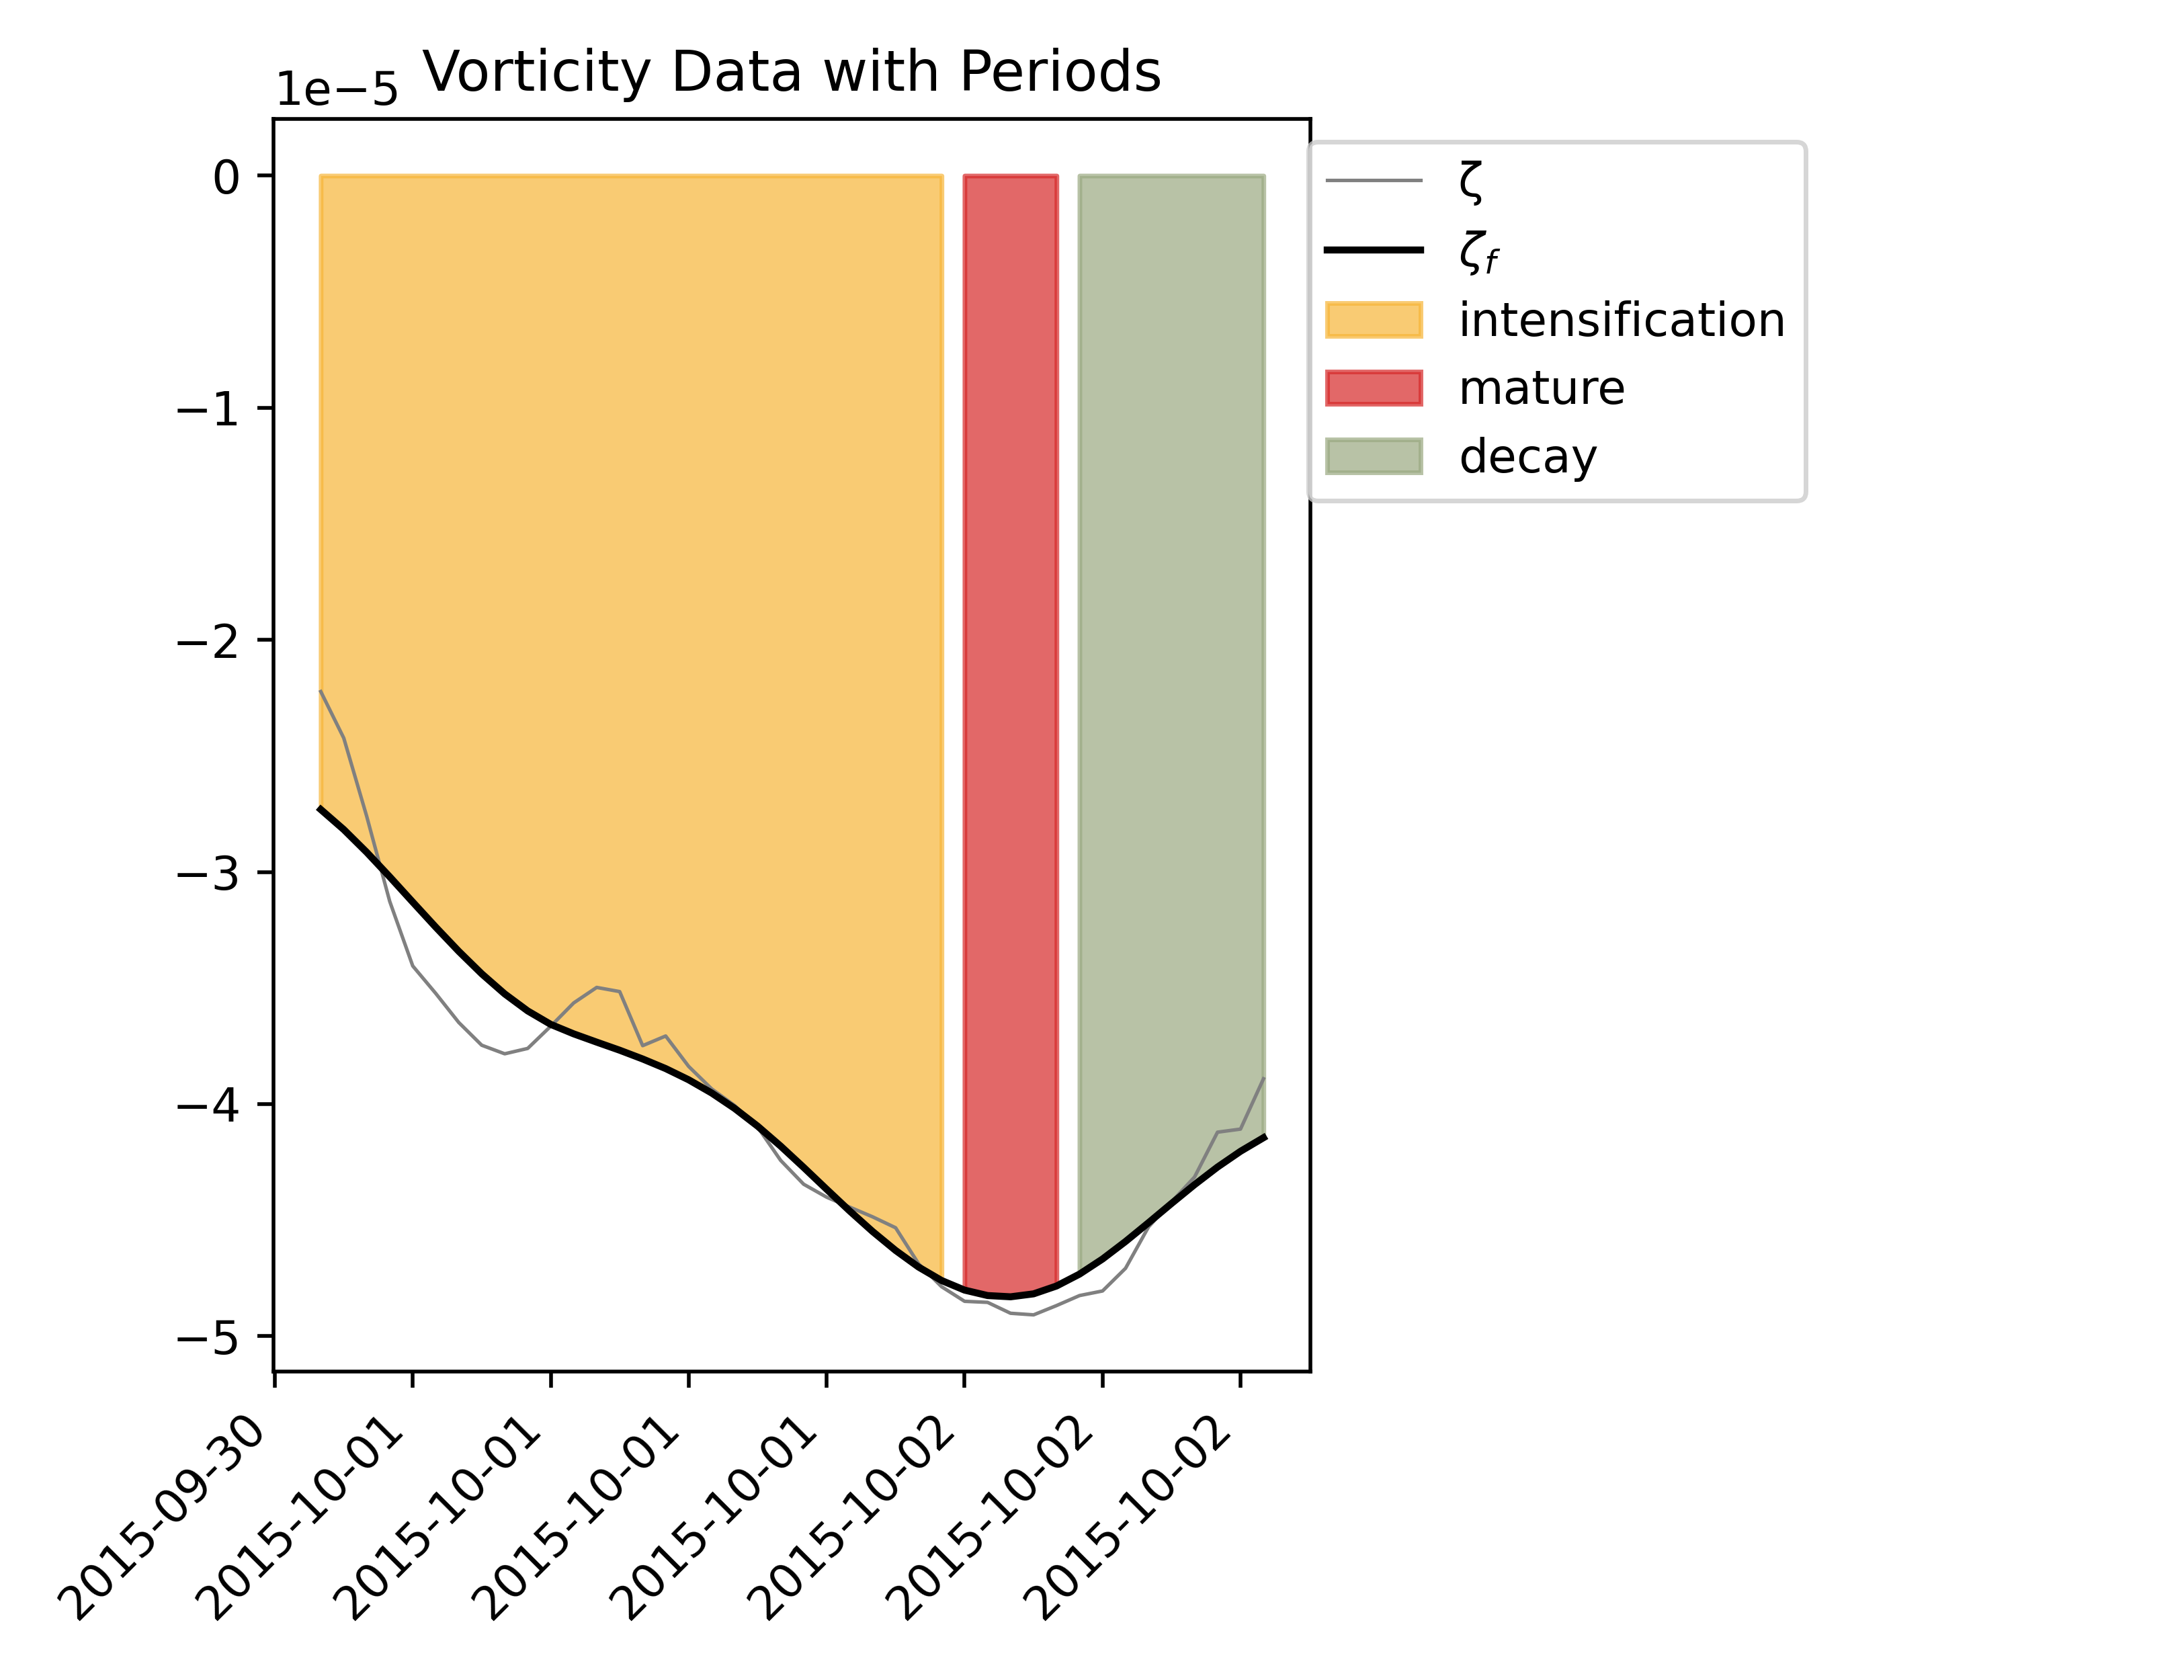 Vorticity Data with Periods
1e−5
0
−1
−2
−3
−4
−5
2015-09-30
2015-10-01
2015-10-01
2015-10-01
2015-10-01
2015-10-02
2015-10-02
2015-10-02
ζ
ζf
intensification
mature
decay